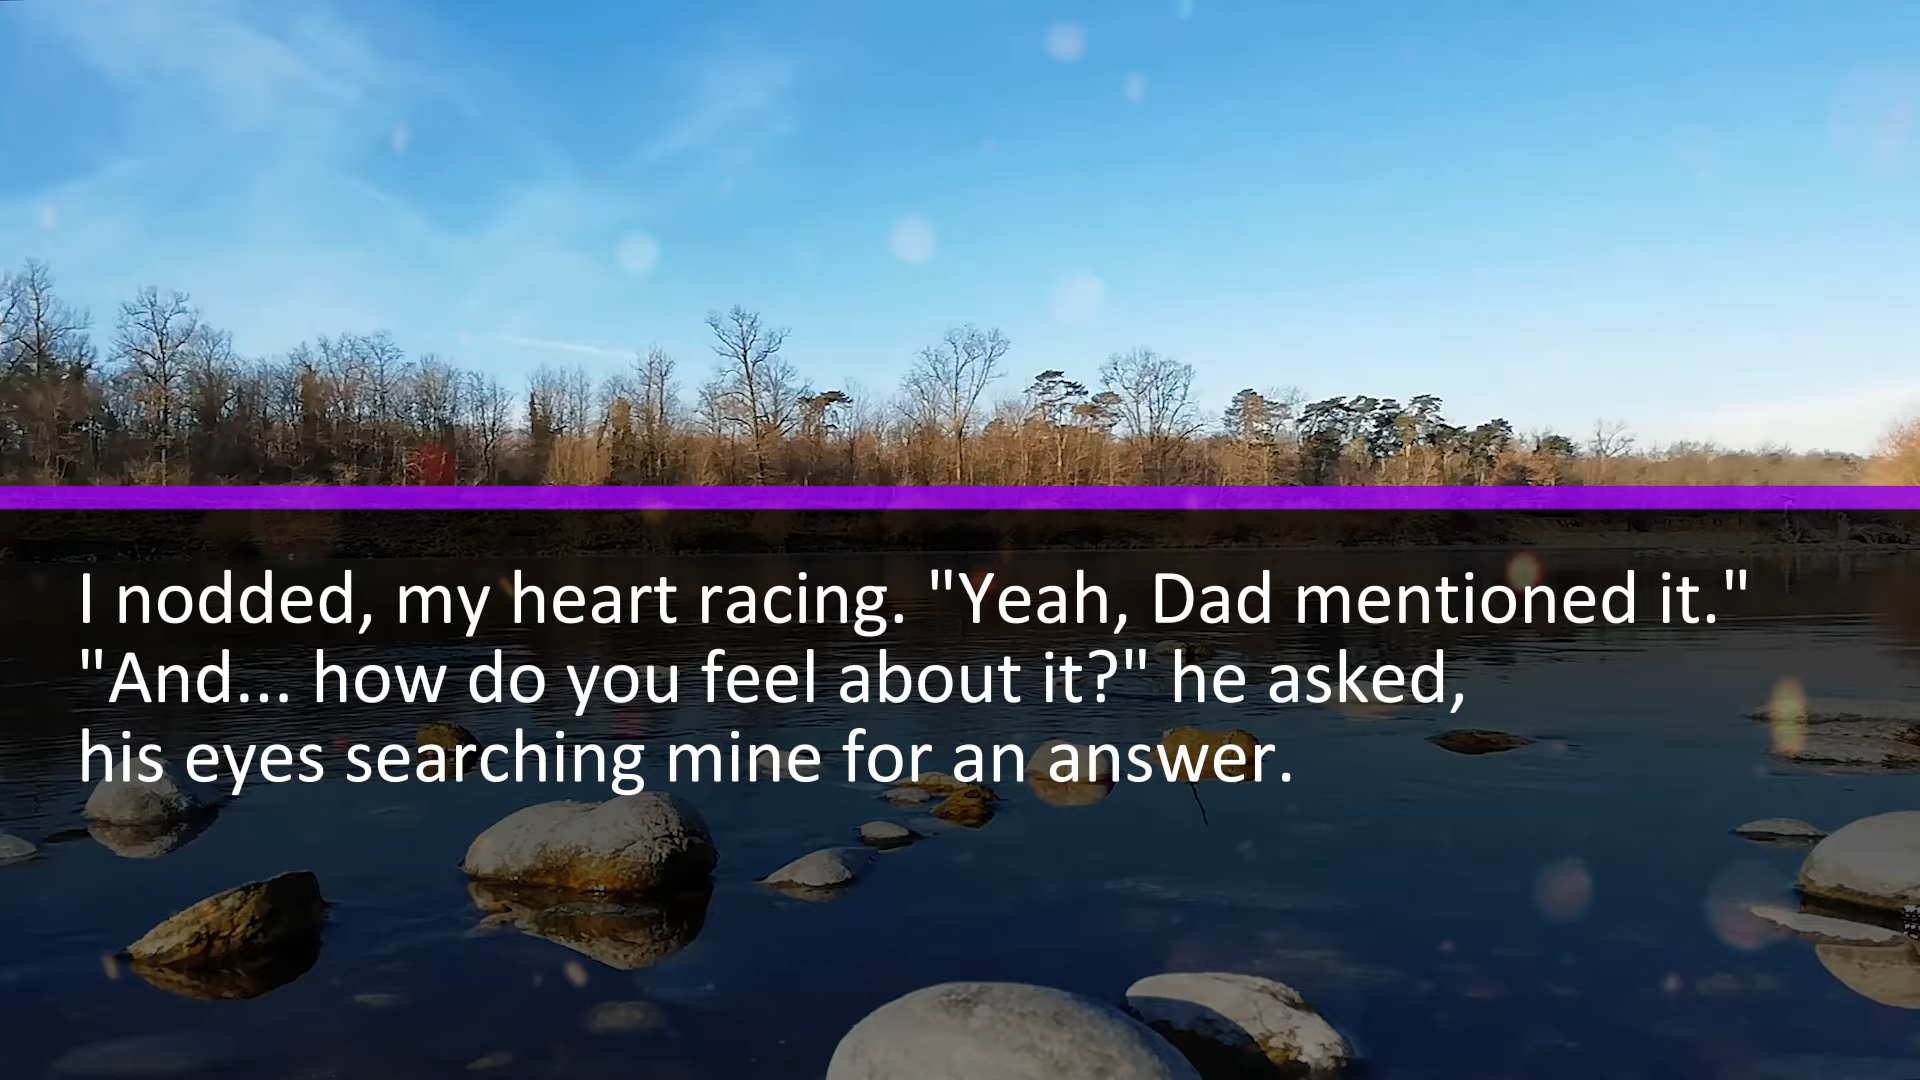 I nodded, my heart racing. "Yeah, Dad mentioned it."
"And... how do you feel about it?" he asked,
his eyes searching mine for an answer.